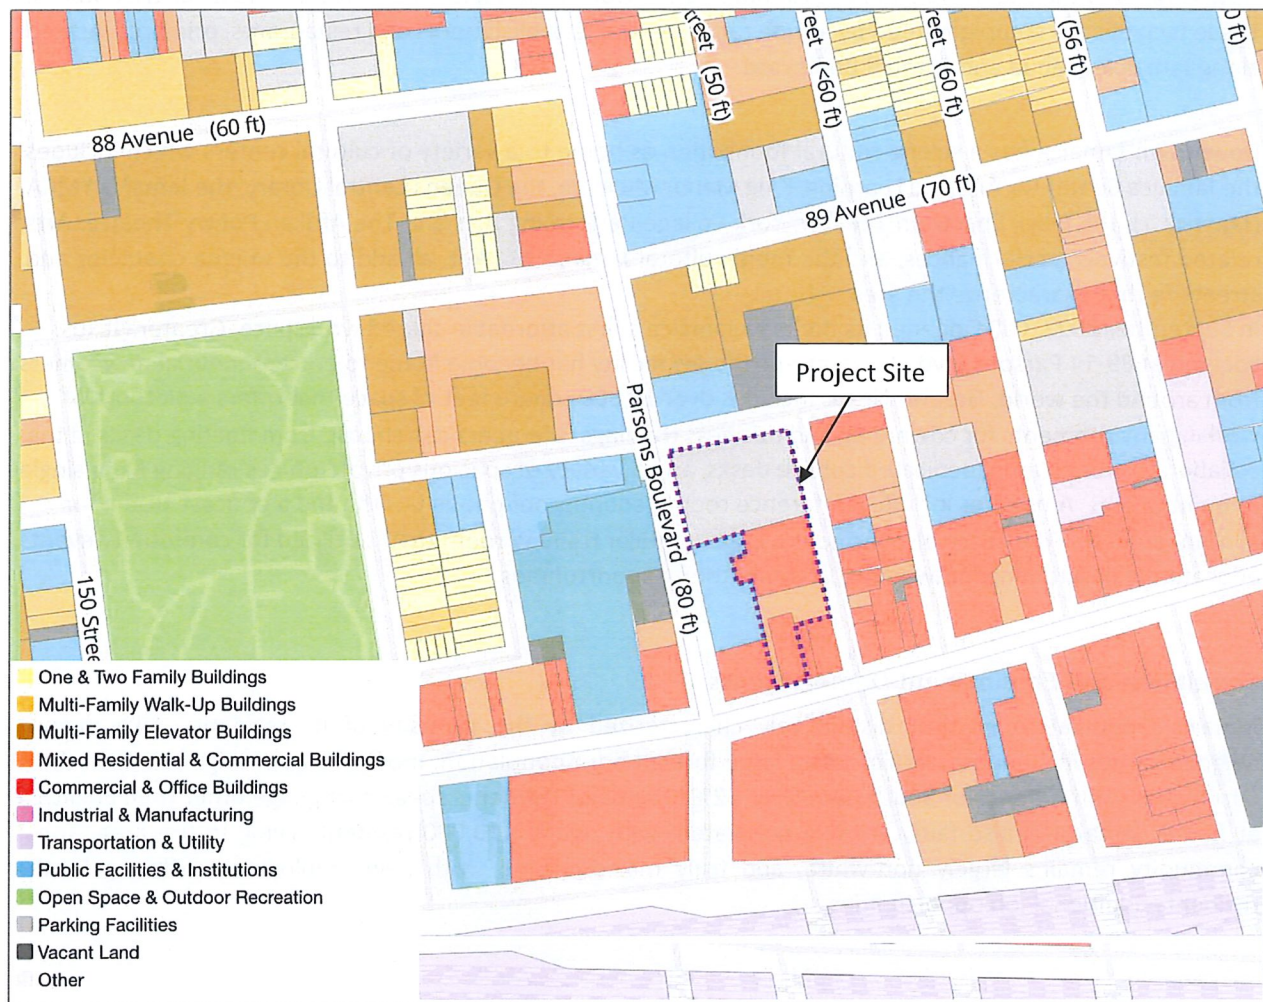 treet (50 ft)
reet (<60 ft)
reet (60 ft)
(56 ft)
0 ft)
88 Avenue (60 ft)
89 Avenue (70 ft)
Project Site
Parsons Boulevard (80 ft)
150 Stree
One & Two Family Buildings
Multi-Family Walk-Up Buildings
Multi-Family Elevator Buildings
Mixed Residential & Commercial Buildings
Commercial & Office Buildings
Industrial & Manufacturing
Transportation & Utility
Public Facilities & Institutions
Open Space & Outdoor Recreation
Parking Facilities
Vacant Land
Other